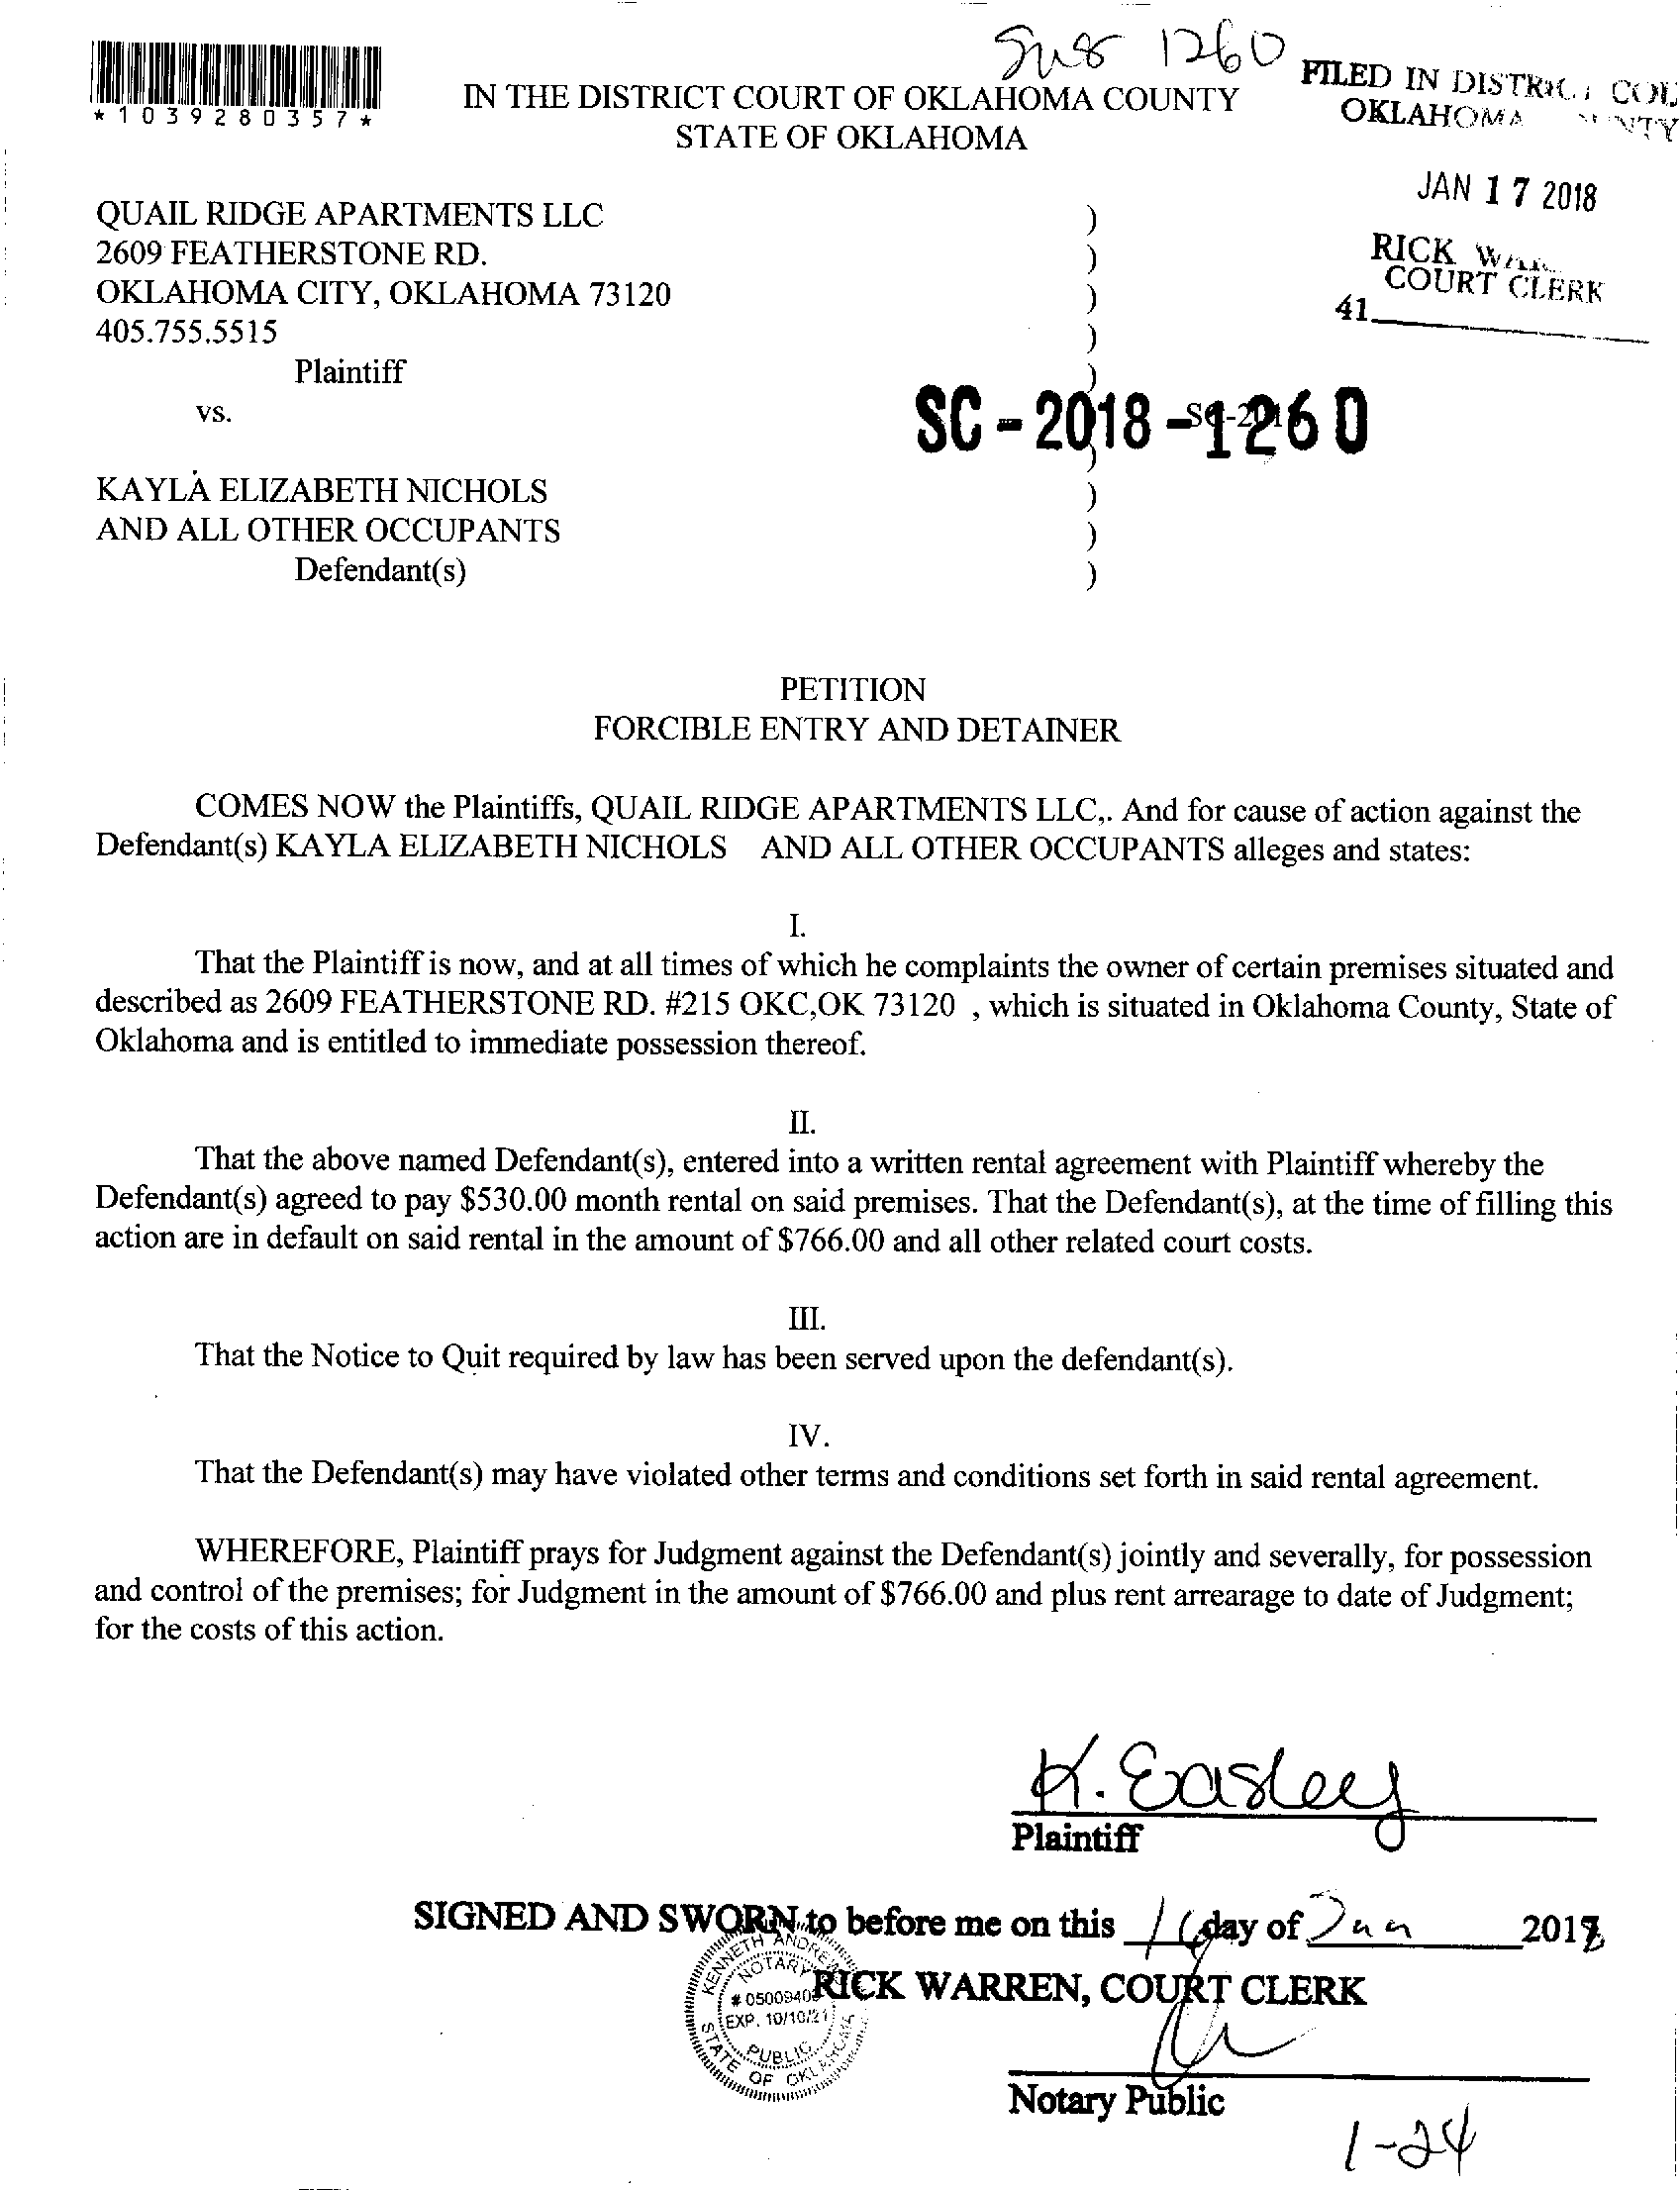 1260
*1039280357*
IN THE DISTRICT COURT OF OKLAHOMA COUNTY
STATE OF OKLAHOMA
FILED IN DISTRICT COU
OKLAHOMA NTY
JAN 17 2018
RICK
COURT CLERK
41
QUAIL RIDGE APARTMENTS LLC )
2609 FEATHERSTONE RD. )
OKLAHOMA CITY, OKLAHOMA 73120 )
405.755.5515 )
Plaintiff )
vs.
SC-2018-1260
)
KAYLA ELIZABETH NICHOLS )
AND ALL OTHER OCCUPANTS )
Defendant(s) )
PETITION
FORCIBLE ENTRY AND DETAINER
COMES NOW the Plaintiffs, QUAIL RIDGE APARTMENTS LLC,. And for cause of action against the
Defendant(s) KAYLA ELIZABETH NICHOLS AND ALL OTHER OCCUPANTS alleges and states:
I.
That the Plaintiff is now, and at all times of which he complaints the owner of certain premises situated and
described as 2609 FEATHERSTONE RD. #215 OKC,OK 73120 , which is situated in Oklahoma County, State of
Oklahoma and is entitled to immediate possession thereof.
II.
That the above named Defendant(s), entered into a written rental agreement with Plaintiff whereby the
Defendant(s) agreed to pay $530.00 month rental on said premises. That the Defendant(s), at the time of filling this
action are in default on said rental in the amount of $766.00 and all other related court costs.
III.
That the Notice to Quit required by law has been served upon the defendant(s).
IV.
That the Defendant(s) may have violated other terms and conditions set forth in said rental agreement.
WHEREFORE, Plaintiff prays for Judgment against the Defendant(s) jointly and severally, for possession
and control of the premises; for Judgment in the amount of $766.00 and plus rent arrearage to date of Judgment;
for the costs of this action.
K. Easley
Plaintiff
SIGNED AND SWORN to before me on this 16 day of Jan 2018
KENNETH ANDREW
NOTARY
# 0500940
EXP. 10/10/21
PUBLIC
STATE OF OKLAHOMA
RICK WARREN, COURT CLERK
Notary Public
1-24